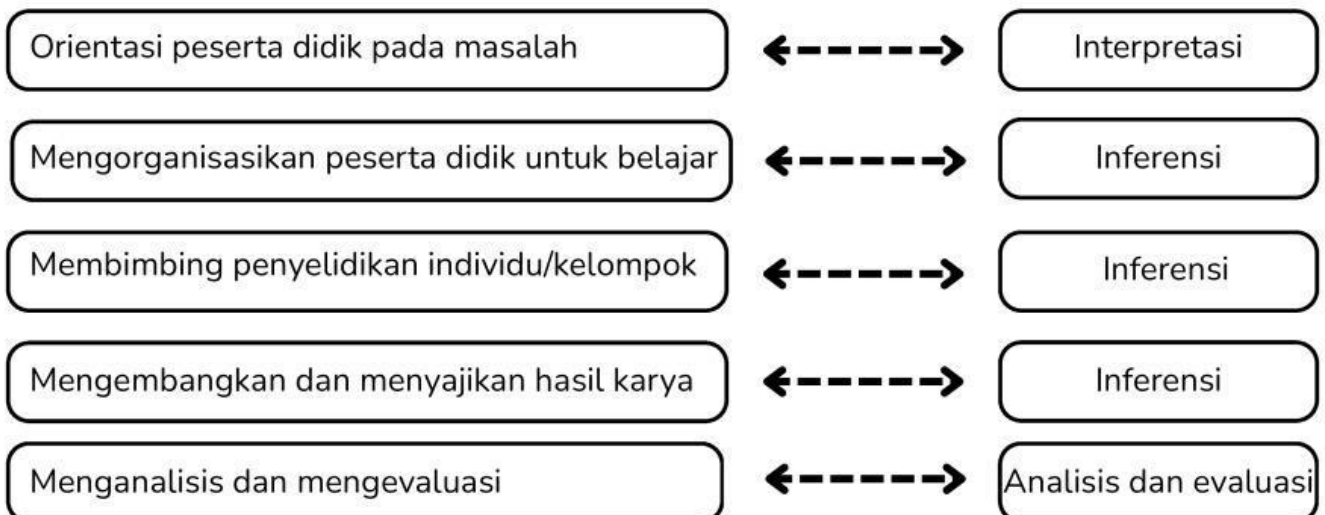 Orientasi peserta didik pada masalah
Interpretasi
Mengorganisasikan peserta didik untuk belajar
Inferensi
Membimbing penyelidikan individu/kelompok
Inferensi
Mengembangkan dan menyajikan hasil karya
Inferensi
Menganalisis dan mengevaluasi
Analisis dan evaluasi